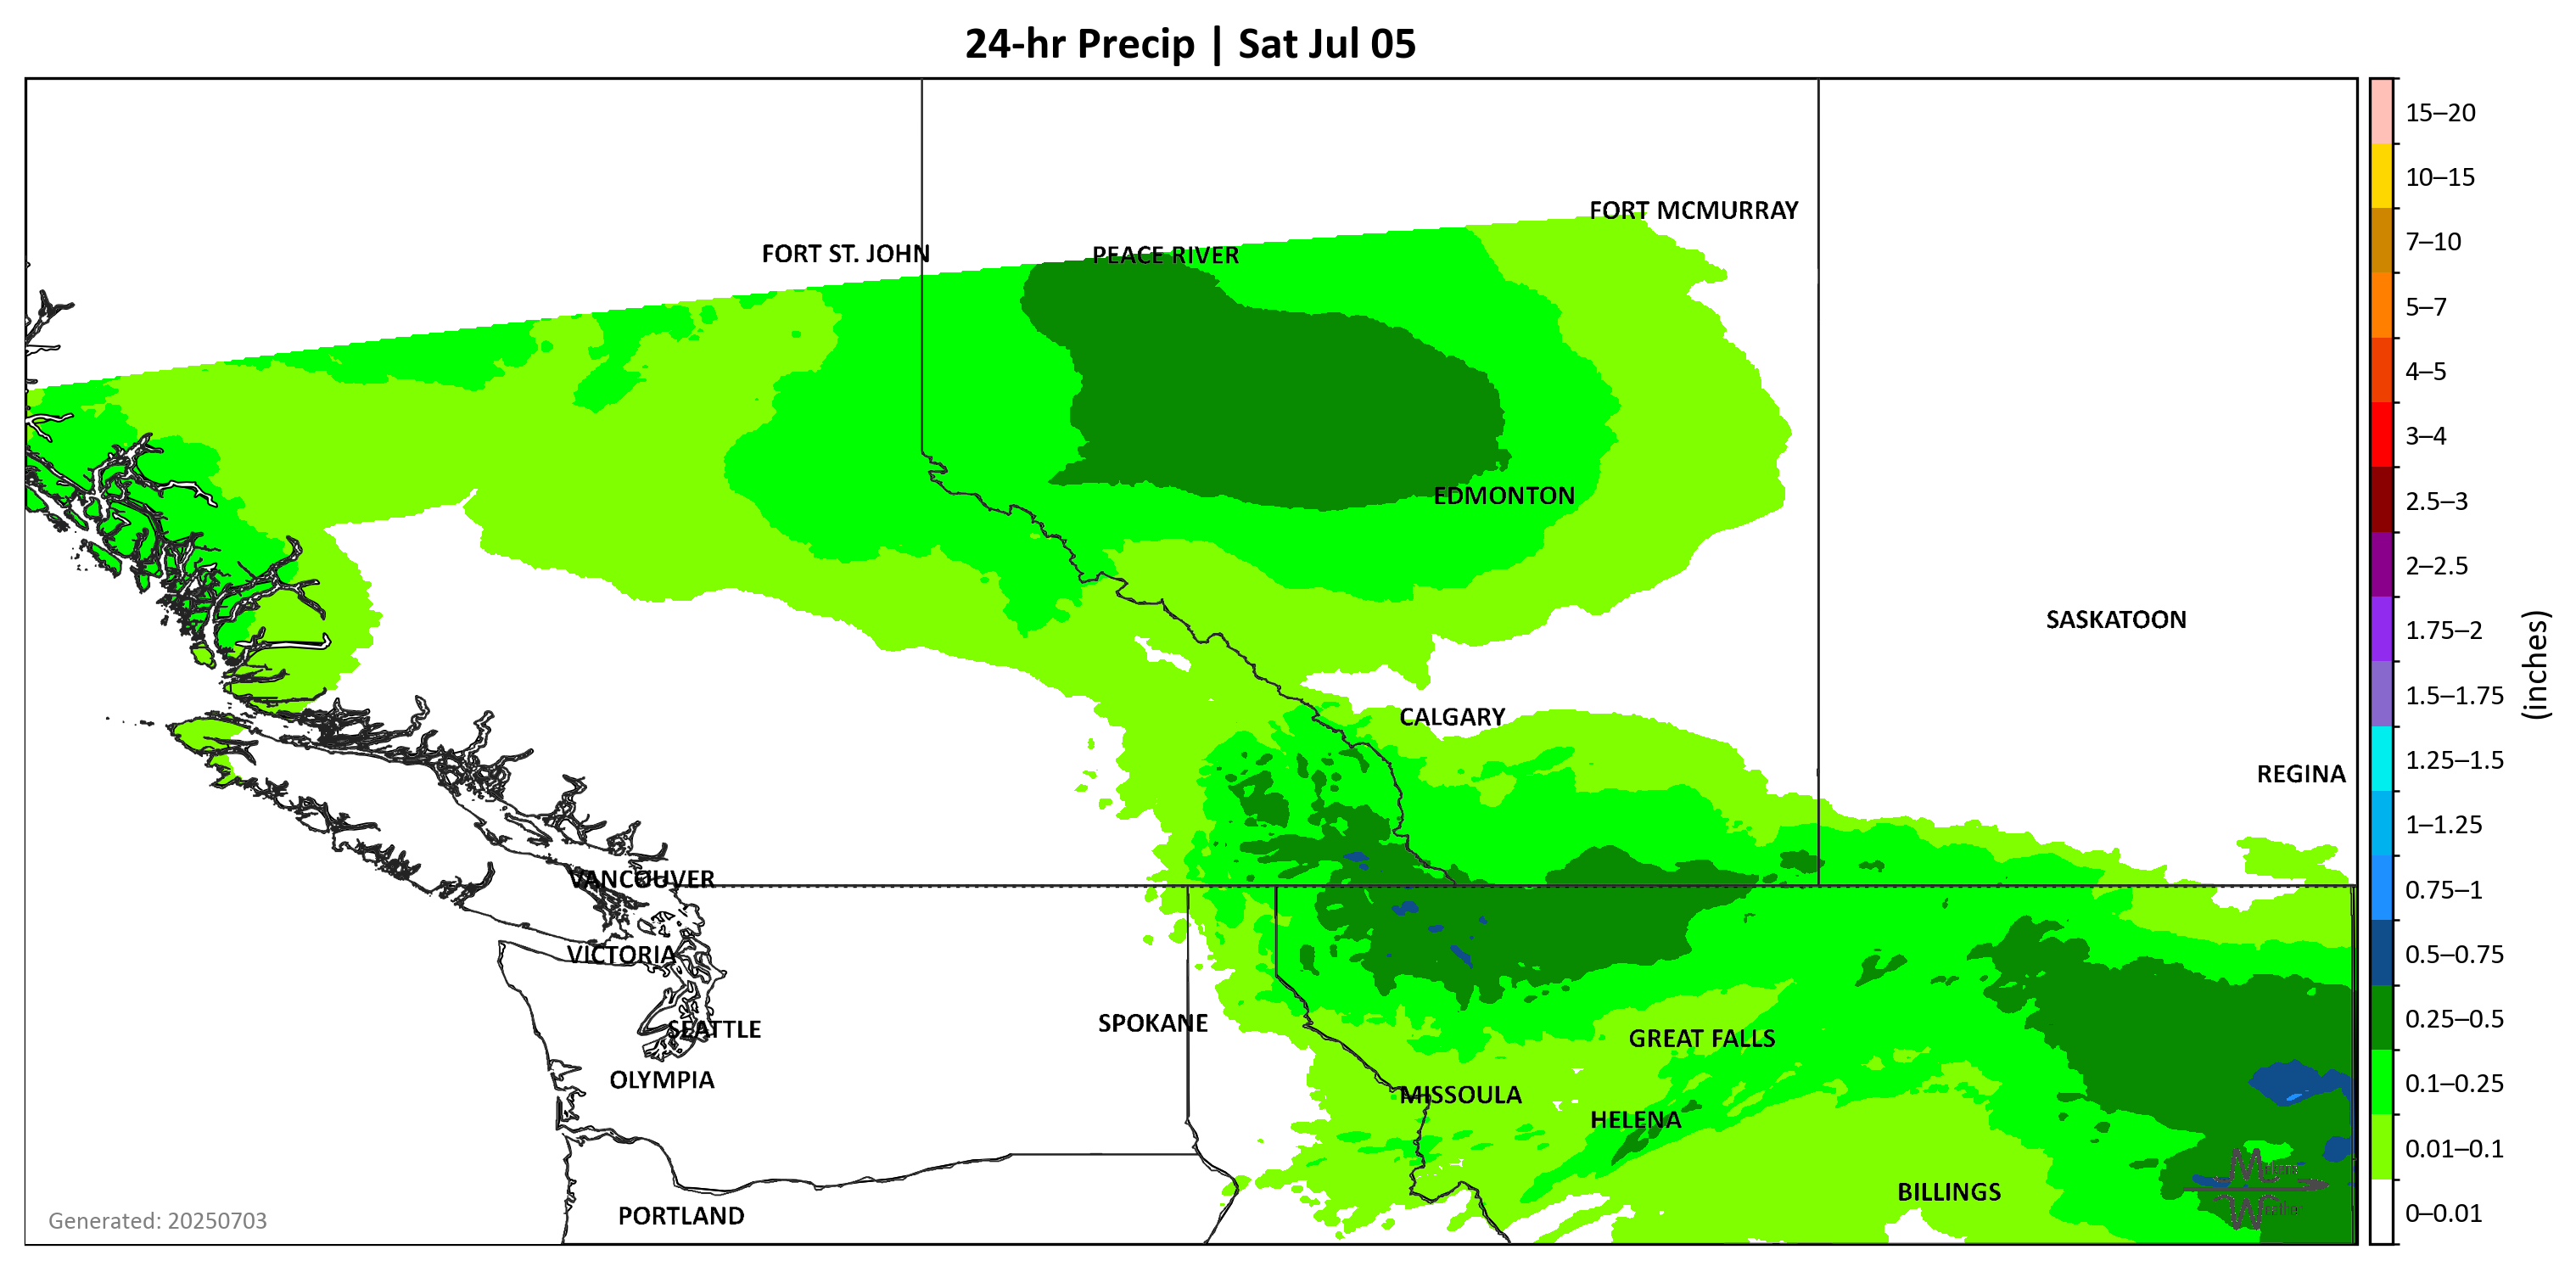 24-hr Precip | Sat Jul 05
FORT MCMURRAY
FORT ST. JOHN
PEACE RIVER
EDMONTON
SASKATOON
CALGARY
REGINA
VANCOUVER
VICTORIA
SPOKANE
SEATTLE
GREAT FALLS
OLYMPIA
MISSOULA
HELENA
BILLINGS
PORTLAND
Generated: 20250703
15–20
10–15
7–10
5–7
4–5
3–4
2.5–3
2–2.5
1.75–2
1.5–1.75
1.25–1.5
1–1.25
0.75–1
0.5–0.75
0.25–0.5
0.1–0.25
0.01–0.1
0–0.01
(inches)